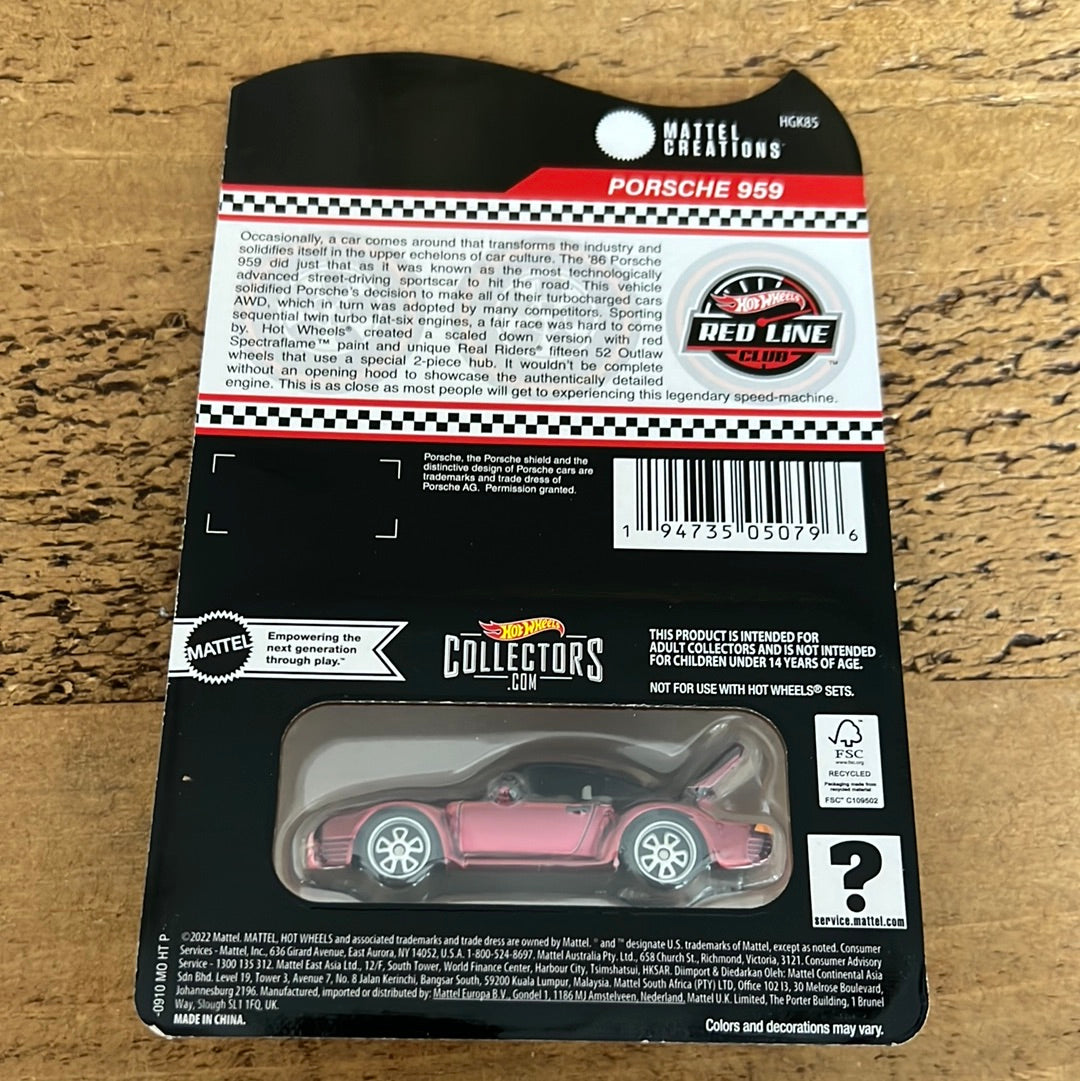 MATTEL
CREATIONS
HGK85
PORSCHE 959
Occasionally, a car comes around that transforms the industry and
solidifies itself in the upper echelons of car culture. The '86 Porsche
959 did just that as it was known as the most technologically
advanced street-driving sportscar to hit the road. This vehicle
solidified Porsche's decision to make all of their turbocharged cars
AWD, which in turn was adopted by many competitors. Sporting
sequential twin turbo flat-six engines, a fair race was hard to come
by. Hot Wheels® created a scaled down version with red
Spectraflame™ paint and unique Real Riders® fifteen 52 Outlaw
wheels that use a special 2-piece hub. It wouldn't be complete
without an opening hood to showcase the authentically detailed
engine. This is as close as most people will get to experiencing this legendary speed-machine.
HOT WHEELS
RED LINE
CLUB
™
Porsche, the Porsche shield and the
distinctive design of Porsche cars are
trademarks and trade dress of
Porsche AG. Permission granted.
1 94735 05079 6
MATTEL
Empowering the
next generation
through play.™
HOT WHEELS
COLLECTORS
.COM
THIS PRODUCT IS INTENDED FOR
ADULT COLLECTORS AND IS NOT INTENDED
FOR CHILDREN UNDER 14 YEARS OF AGE.
NOT FOR USE WITH HOT WHEELS® SETS.
FSC
www.fsc.org
RECYCLED
Packaging made from
recycled material
FSC™ C109502
?
service.mattel.com
-0910 MO HT P
©2022 Mattel. MATTEL, HOT WHEELS and associated trademarks and trade dress are owned by Mattel. ® and ™ designate U.S. trademarks of Mattel, except as noted. Consumer
Services - Mattel, Inc., 636 Girard Avenue, East Aurora, NY 14052, U.S.A. 1-800-524-8697. Mattel Australia Pty. Ltd., 658 Church St., Richmond, Victoria, 3121. Consumer Advisory
Service - 1300 135 312. Mattel East Asia Ltd., 12/F, South Tower, World Finance Center, Harbour City, Tsimshatsui, HKSAR. Diimport & Diedarkan Oleh: Mattel Continental Asia
Sdn Bhd. Level 19, Tower 3, Avenue 7, No. 8 Jalan Kerinchi, Bangsar South, 59200 Kuala Lumpur, Malaysia. Mattel South Africa (PTY) LTD, Office 102 I3, 30 Melrose Boulevard,
Johannesburg 2196. Manufactured, imported or distributed by: Mattel Europa B.V., Gondel 1, 1186 MJ Amstelveen, Nederland. Mattel U.K. Limited, The Porter Building, 1 Brunel
Way, Slough SL1 1FQ, UK.
MADE IN CHINA.
Colors and decorations may vary.